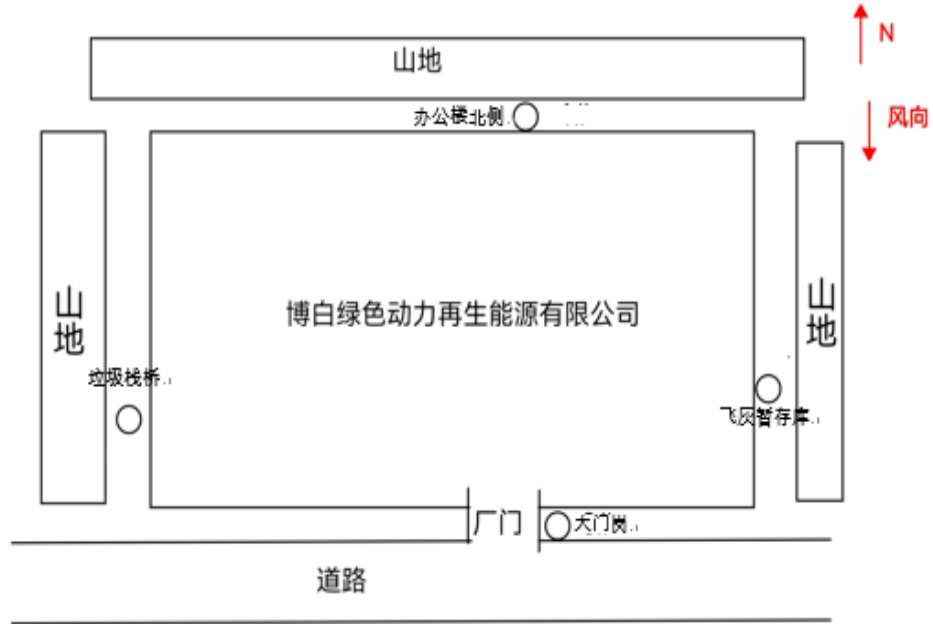 N
山地
办公楼北侧
风向
山地
博白绿色动力再生能源有限公司
山地
垃圾栈桥
飞灰暂存库
厂门
大门岗
道路